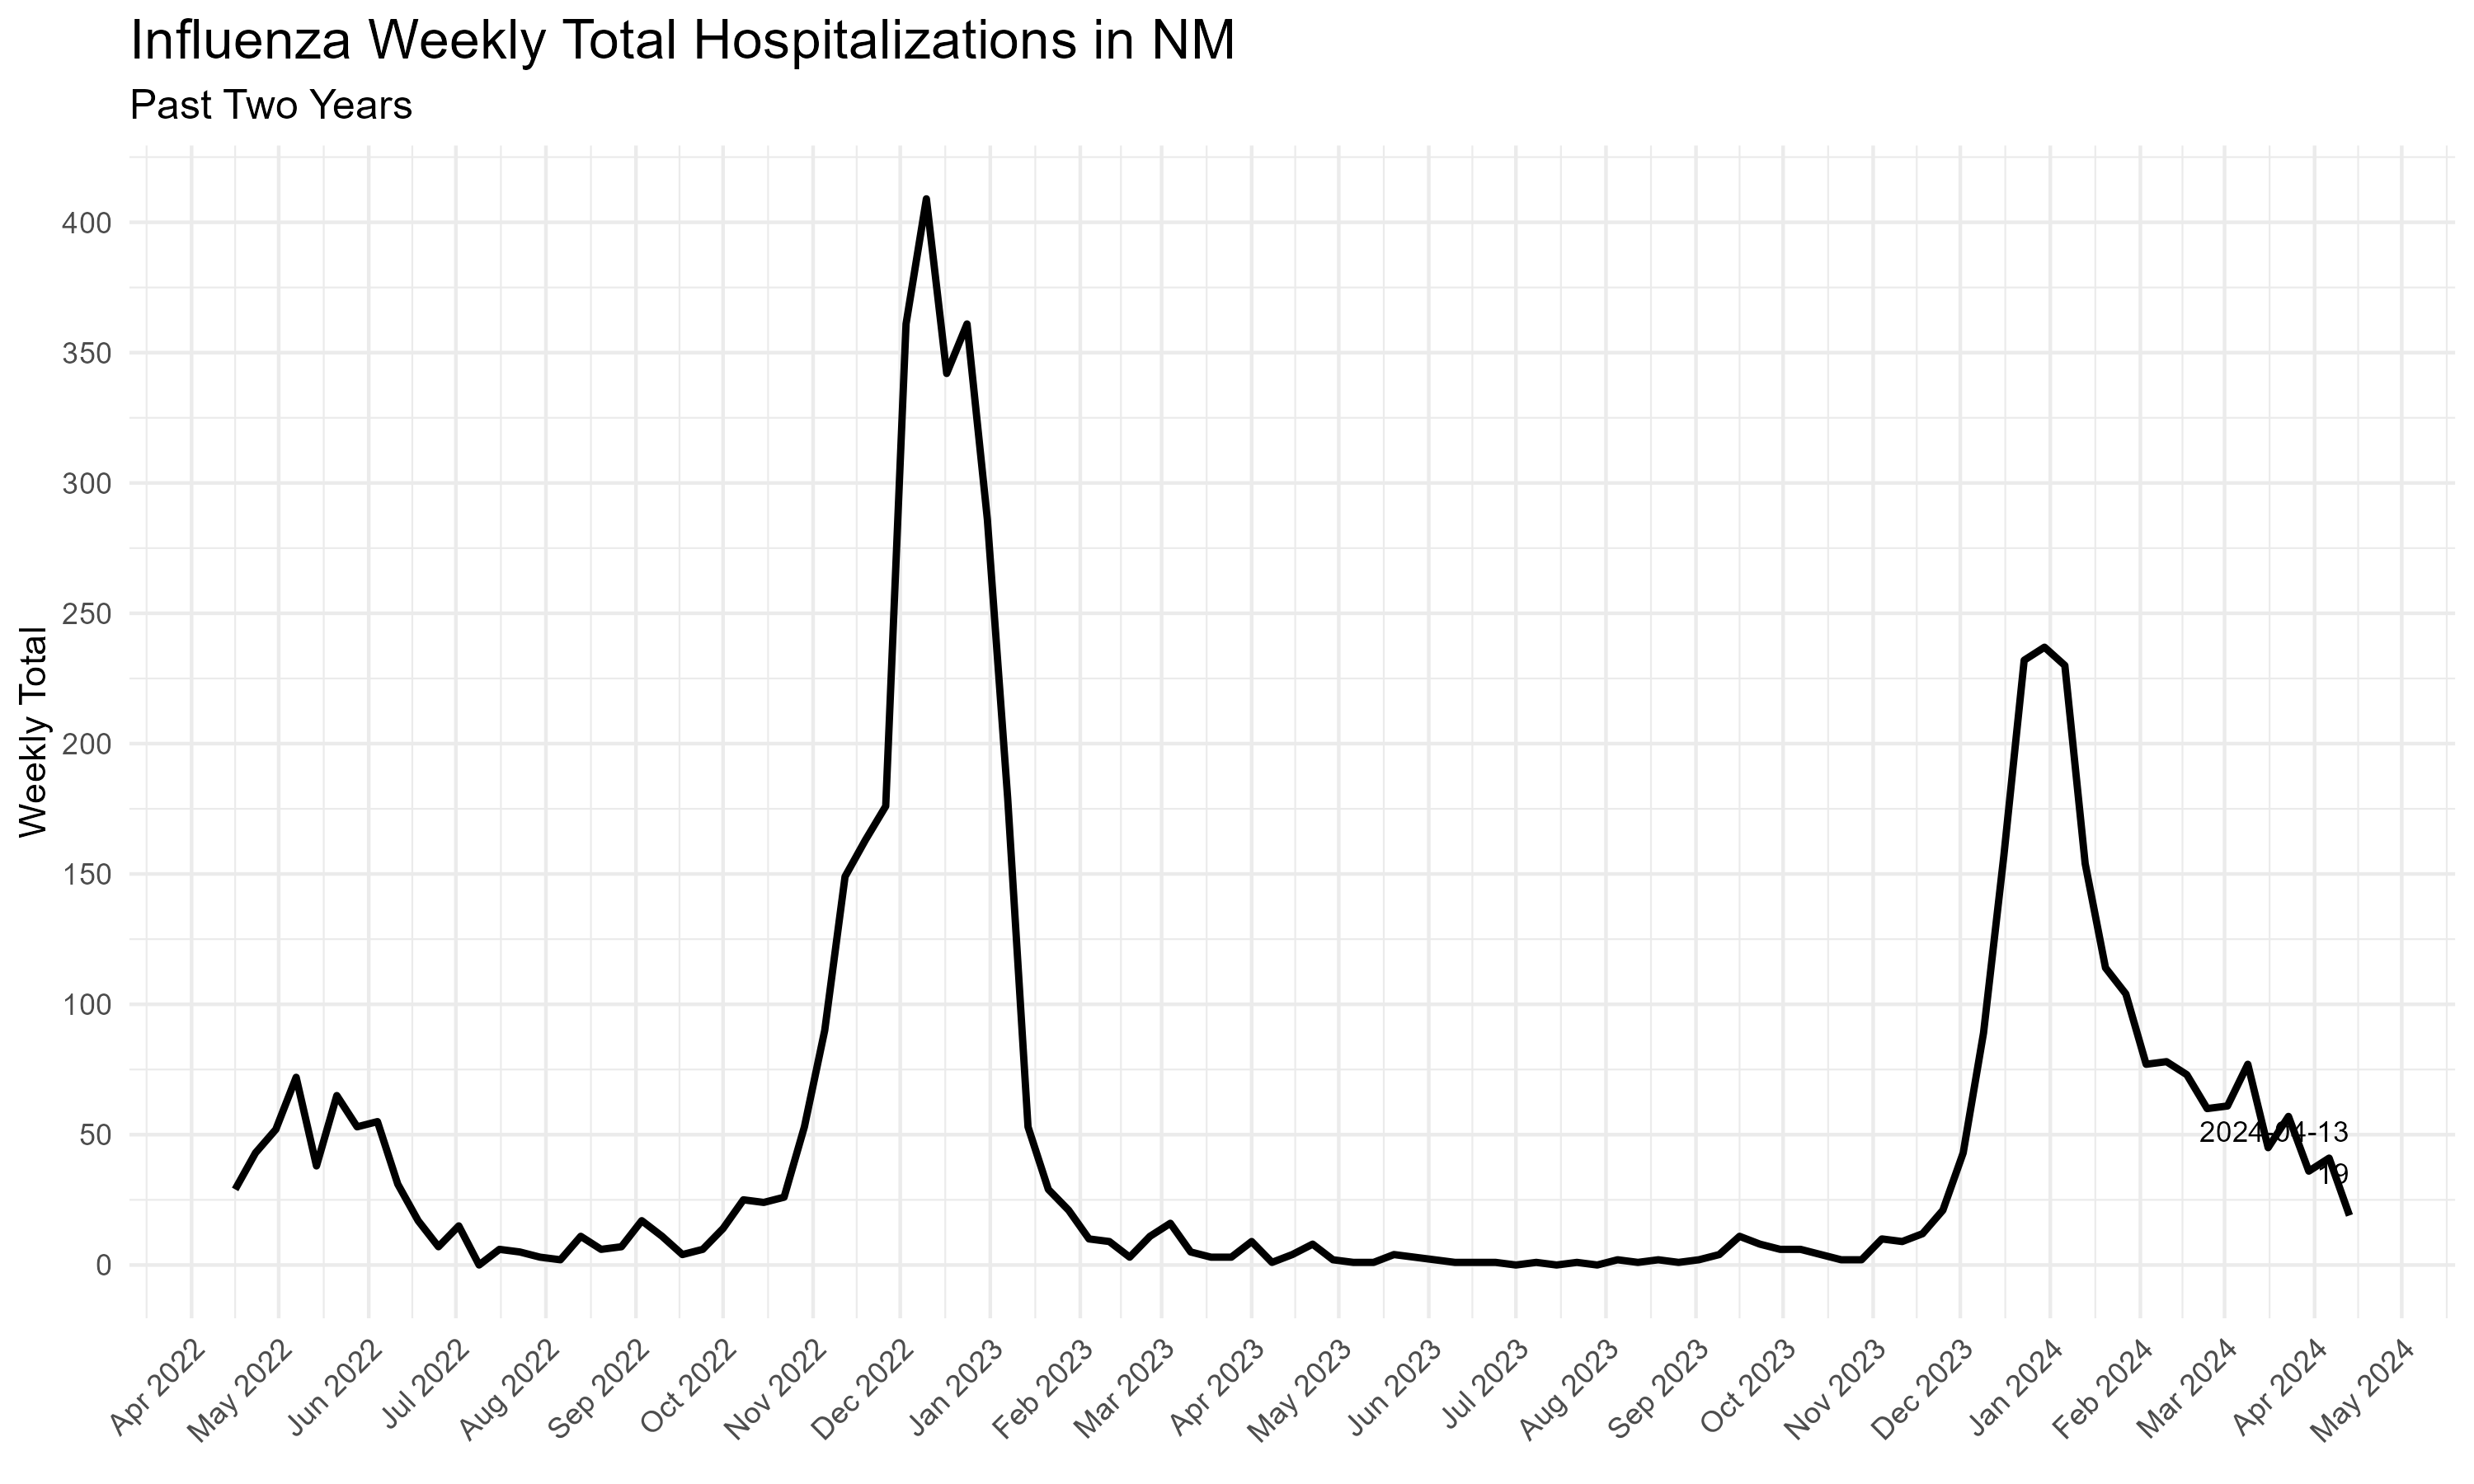 Influenza Weekly Total Hospitalizations in NM
Past Two Years
Weekly Total
400
350
300
250
200
150
100
50
0
2024-04-13
19
Apr 2022
May 2022
Jun 2022
Jul 2022
Aug 2022
Sep 2022
Oct 2022
Nov 2022
Dec 2022
Jan 2023
Feb 2023
Mar 2023
Apr 2023
May 2023
Jun 2023
Jul 2023
Aug 2023
Sep 2023
Oct 2023
Nov 2023
Dec 2023
Jan 2024
Feb 2024
Mar 2024
Apr 2024
May 2024